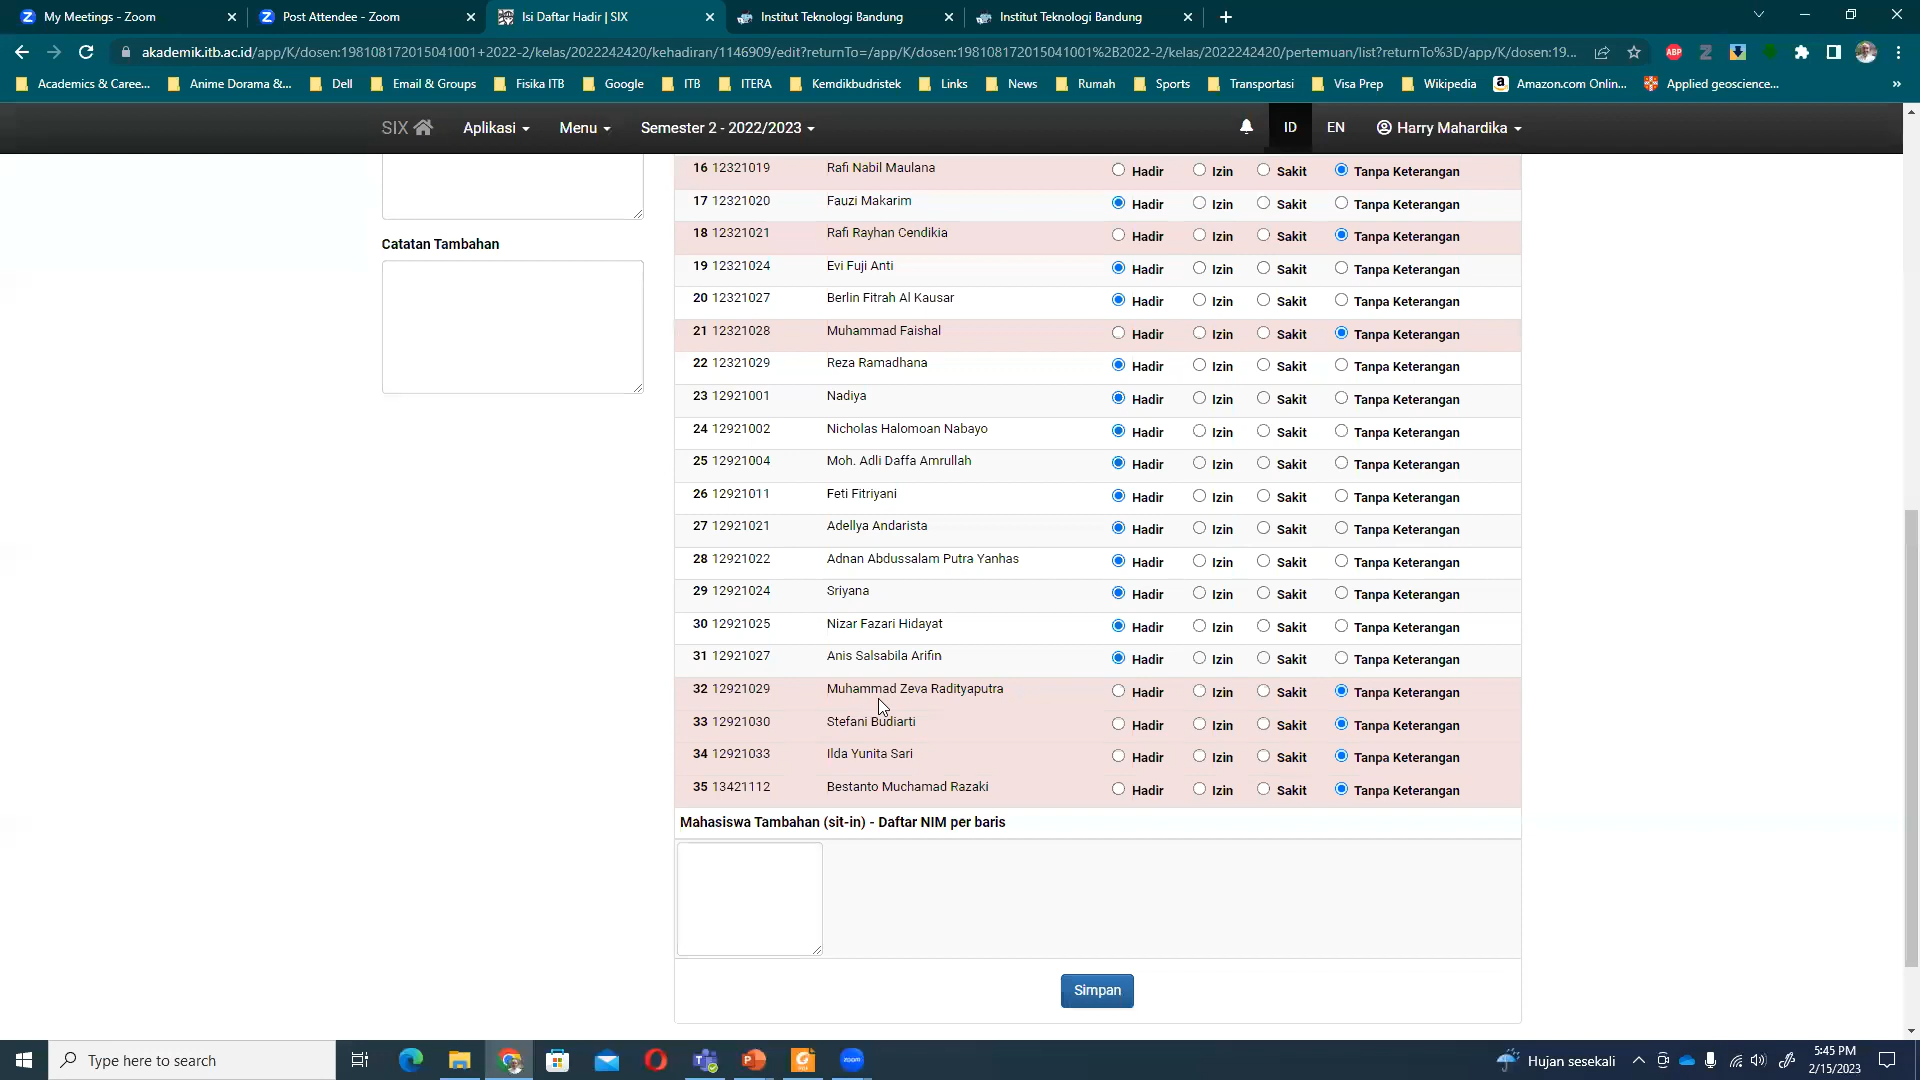 My Meetings - Zoom
Post Attendee - Zoom
Isi Daftar Hadir | SIX
Institut Teknologi Bandung
Institut Teknologi Bandung
akademik.itb.ac.id/app/K/dosen:198108172015041001+2022-2/kelas/2022242420/kehadiran/1146909/edit?returnTo=/app/K/dosen:198108172015041001%2B2022-2/kelas/2022242420/pertemuan/list?returnTo%3D/app/K/dosen:19...
ABP
Academics & Caree...
Anime Dorama &...
Dell
Email & Groups
Fisika ITB
Google
ITB
ITERA
Kemdikbudristek
Links
News
Rumah
Sports
Transportasi
Visa Prep
Wikipedia
Amazon.com Onlin...
Applied geoscience...
SIX
Aplikasi
Menu
Semester 2 - 2022/2023
ID
EN
Harry Mahardika
Catatan Tambahan
16 12321019 Rafi Nabil Maulana Hadir Izin Sakit Tanpa Keterangan
17 12321020 Fauzi Makarim Hadir Izin Sakit Tanpa Keterangan
18 12321021 Rafi Rayhan Cendikia Hadir Izin Sakit Tanpa Keterangan
19 12321024 Evi Fuji Anti Hadir Izin Sakit Tanpa Keterangan
20 12321027 Berlin Fitrah Al Kausar Hadir Izin Sakit Tanpa Keterangan
21 12321028 Muhammad Faishal Hadir Izin Sakit Tanpa Keterangan
22 12321029 Reza Ramadhana Hadir Izin Sakit Tanpa Keterangan
23 12921001 Nadiya Hadir Izin Sakit Tanpa Keterangan
24 12921002 Nicholas Halomoan Nabayo Hadir Izin Sakit Tanpa Keterangan
25 12921004 Moh. Adli Daffa Amrullah Hadir Izin Sakit Tanpa Keterangan
26 12921011 Feti Fitriyani Hadir Izin Sakit Tanpa Keterangan
27 12921021 Adellya Andarista Hadir Izin Sakit Tanpa Keterangan
28 12921022 Adnan Abdussalam Putra Yanhas Hadir Izin Sakit Tanpa Keterangan
29 12921024 Sriyana Hadir Izin Sakit Tanpa Keterangan
30 12921025 Nizar Fazari Hidayat Hadir Izin Sakit Tanpa Keterangan
31 12921027 Anis Salsabila Arifin Hadir Izin Sakit Tanpa Keterangan
32 12921029 Muhammad Zeva Radityaputra Hadir Izin Sakit Tanpa Keterangan
33 12921030 Stefani Budiarti Hadir Izin Sakit Tanpa Keterangan
34 12921033 Ilda Yunita Sari Hadir Izin Sakit Tanpa Keterangan
35 13421112 Bestanto Muchamad Razaki Hadir Izin Sakit Tanpa Keterangan
Mahasiswa Tambahan (sit-in) - Daftar NIM per baris
Simpan
Type here to search
zoom
Hujan sesekali
5:45 PM
2/15/2023